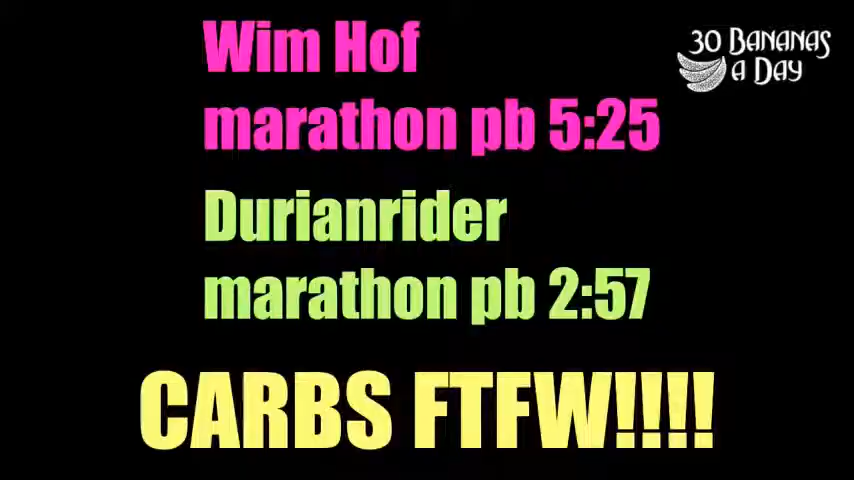 Wim Hof
marathon pb 5:25
Durianrider
marathon pb 2:57
CARBS FTFW!!!!
30 BANANAS
A DAY